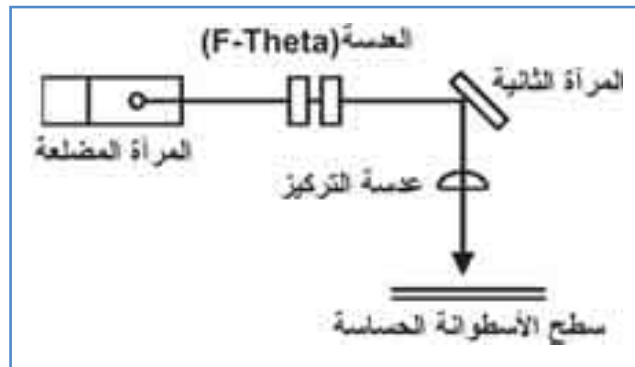 العدسة (F-Theta)
المرآة الثانية
المرآة المضلعة
عدسة التركيز
سطح الأسطوانة الحساسة